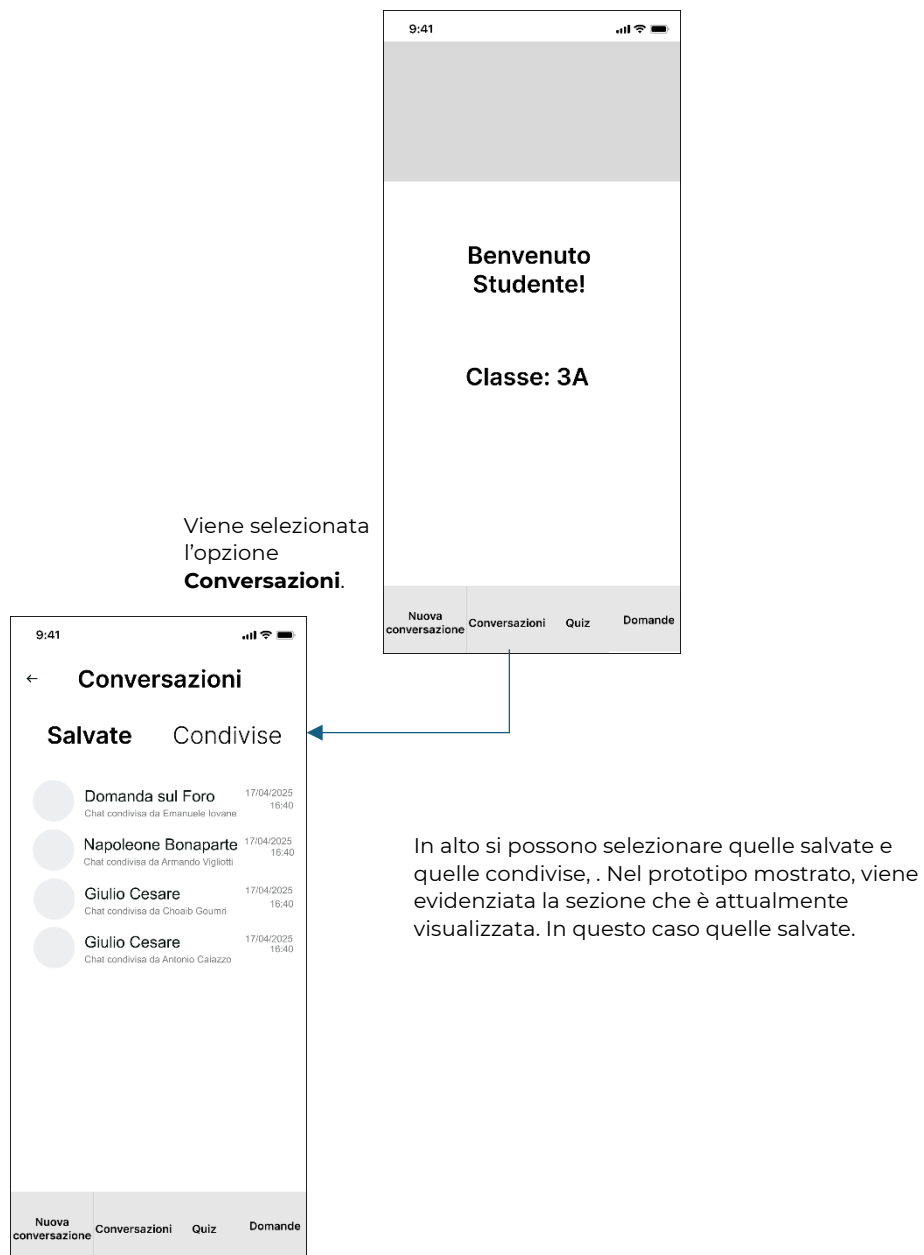 9:41
Benvenuto
Studente!
Classe: 3A
Nuova
conversazione
Conversazioni
Quiz
Domande
Viene selezionata
l’opzione
Conversazioni.
9:41
← Conversazioni
Salvate Condivise
Domanda sul Foro 17/04/2025
Chat condivisa da Emanuele Iovane 16:40
Napoleone Bonaparte 17/04/2025
Chat condivisa da Armando Vigliotti 16:40
Giulio Cesare 17/04/2025
Chat condivisa da Choaib Goumri 16:40
Giulio Cesare 17/04/2025
Chat condivisa da Antonio Caiazzo 16:40
Nuova
conversazione
Conversazioni
Quiz
Domande
In alto si possono selezionare quelle salvate e
quelle condivise, . Nel prototipo mostrato, viene
evidenziata la sezione che è attualmente
visualizzata. In questo caso quelle salvate.